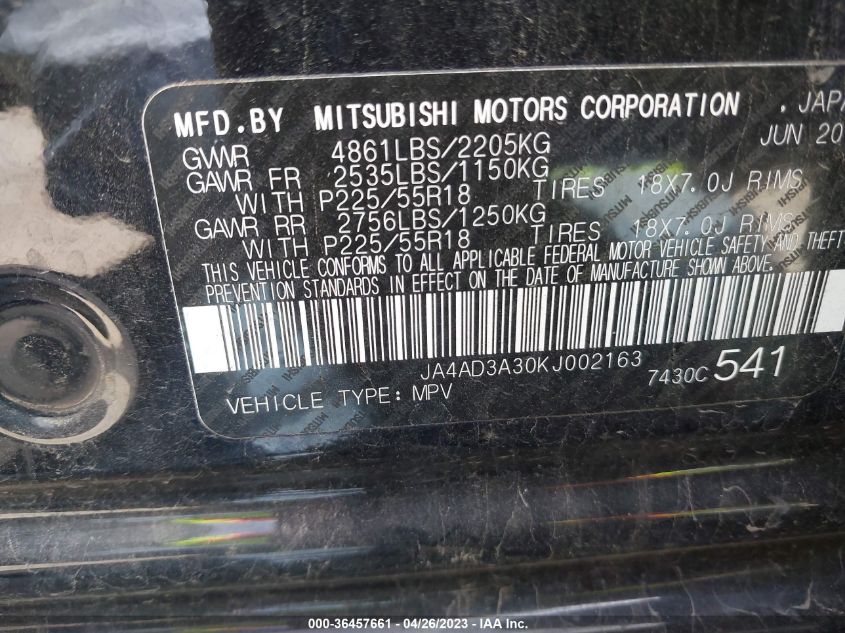 MFD.BY MITSUBISHI MOTORS CORPORATION . JAPA
JUN 20
GVWR 4861LBS/2205KG
GAWR FR 2535LBS/1150KG
WITH P225/55R18 TIRES 18X7.0J RIMS
GAWR RR 2756LBS/1250KG
WITH P225/55R18 TIRES 18X7.0J RIMS
THIS VEHICLE CONFORMS TO ALL APPLICABLE FEDERAL MOTOR VEHICLE SAFETY AND THEFT
PREVENTION STANDARDS IN EFFECT ON THE DATE OF MANUFACTURE SHOWN ABOVE.
JA4AD3A30KJ002163 7430C 541
VEHICLE TYPE: MPV
000-36457661 - 04/26/2023 - IAA Inc.